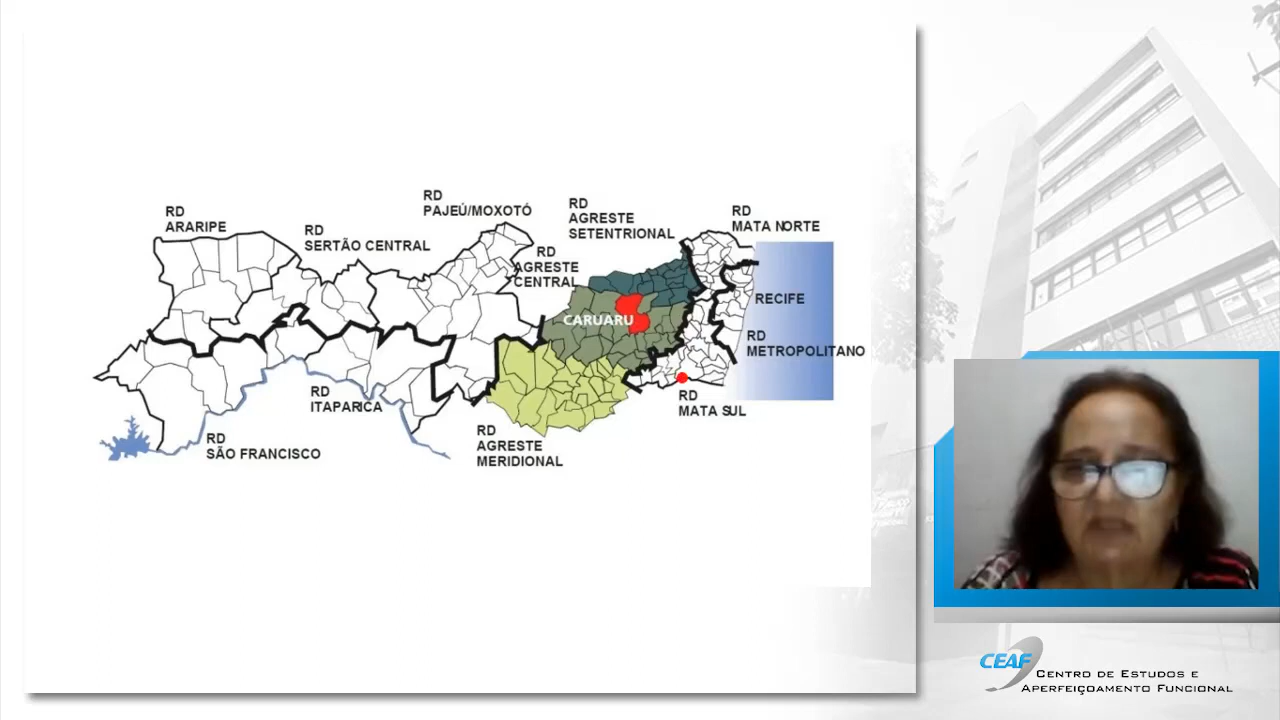 RD
ARARIPE
RD
SERTÃO CENTRAL
RD
PAJEÚ/MOXOTÓ
RD
AGRESTE
CENTRAL
RD
AGRESTE
SETENTRIONAL
RD
MATA NORTE
CARUARU
RECIFE
RD
METROPOLITANO
RD
MATA SUL
RD
ITAPARICA
RD
SÃO FRANCISCO
RD
AGRESTE
MERIDIONAL
CEAF
CENTRO DE ESTUDOS E
APERFEIÇOAMENTO FUNCIONAL